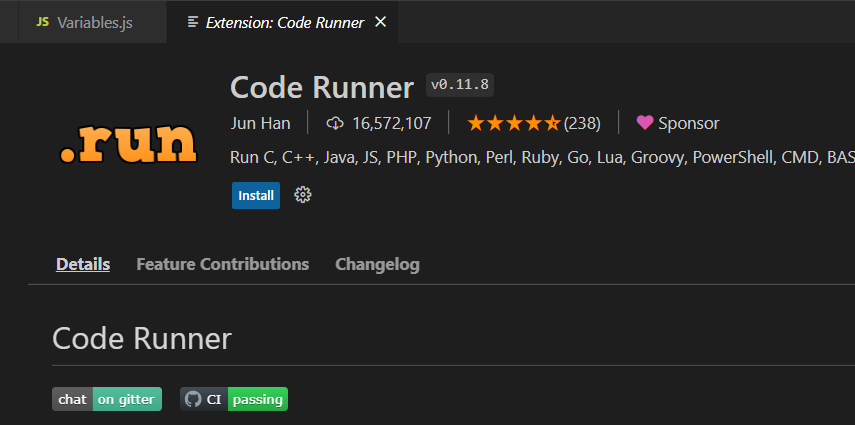 JS Variables.js Extension: Code Runner
Code Runner v0.11.8
.run
Jun Han 16,572,107 (238) Sponsor
Run C, C++, Java, JS, PHP, Python, Perl, Ruby, Go, Lua, Groovy, PowerShell, CMD, BAS
Install
Details Feature Contributions Changelog
Code Runner
chat on gitter CI passing